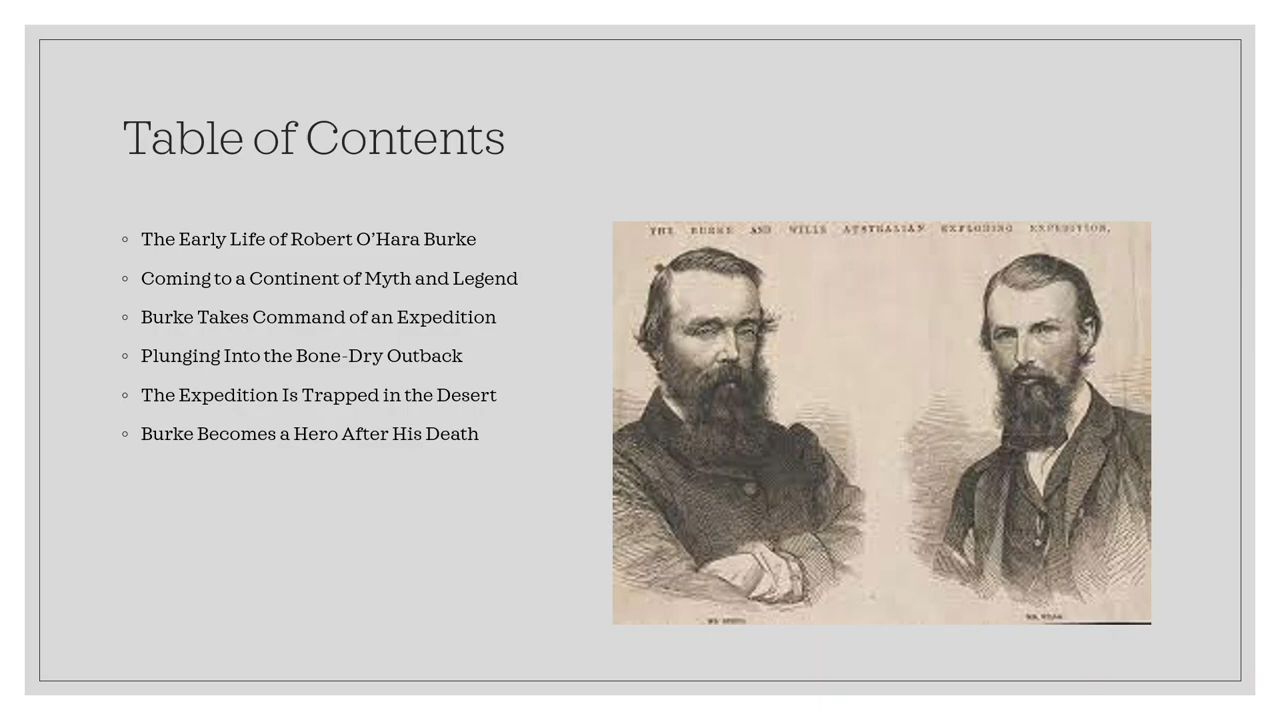 Table of Contents
The Early Life of Robert O’Hara Burke
Coming to a Continent of Myth and Legend
Burke Takes Command of an Expedition
Plunging Into the Bone-Dry Outback
The Expedition Is Trapped in the Desert
Burke Becomes a Hero After His Death
THE BURKE AND WILLS AUSTRALIAN EXPLORING EXPEDITION.